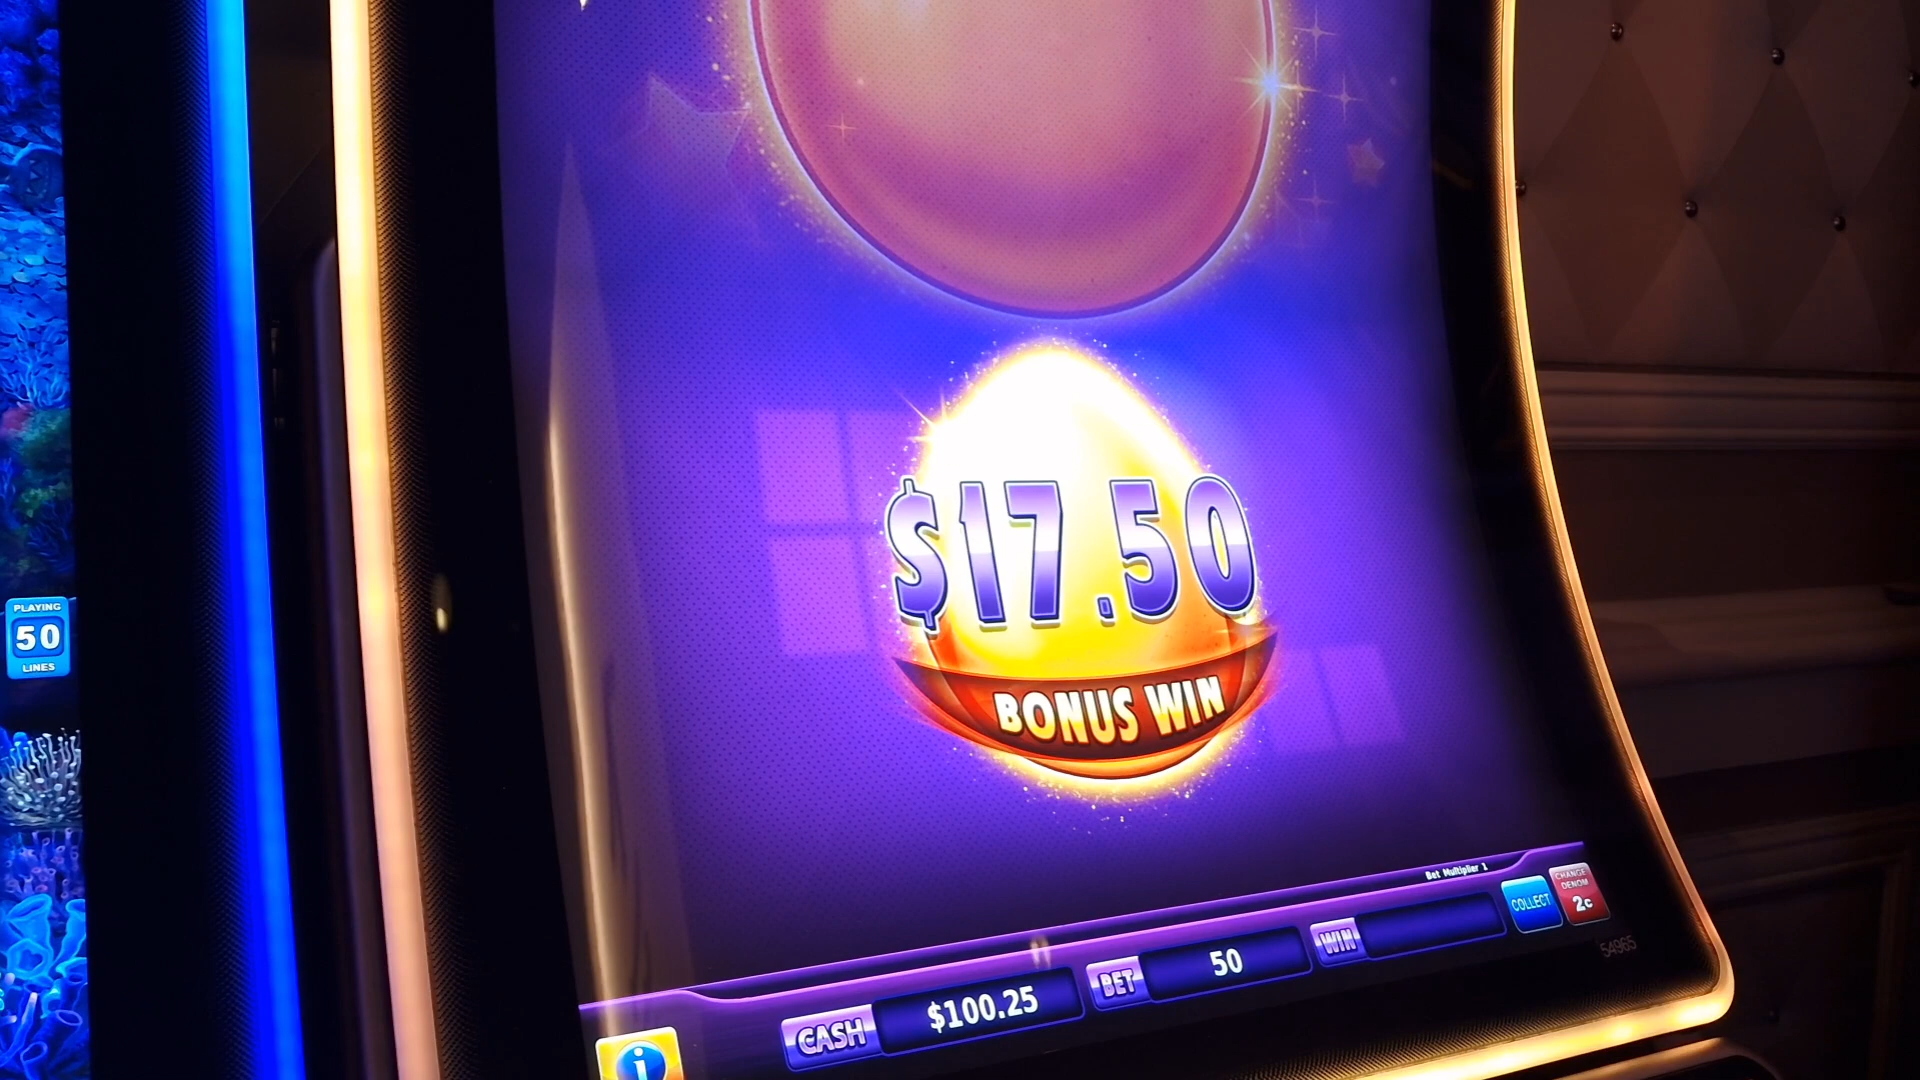 PLAYING
50
LINES
$17.50
BONUS WIN
Bet Multiplier 1
CASH
$100.25
BET
50
WIN
COLLECT
CHANGE
DENOM
2c
54965
i